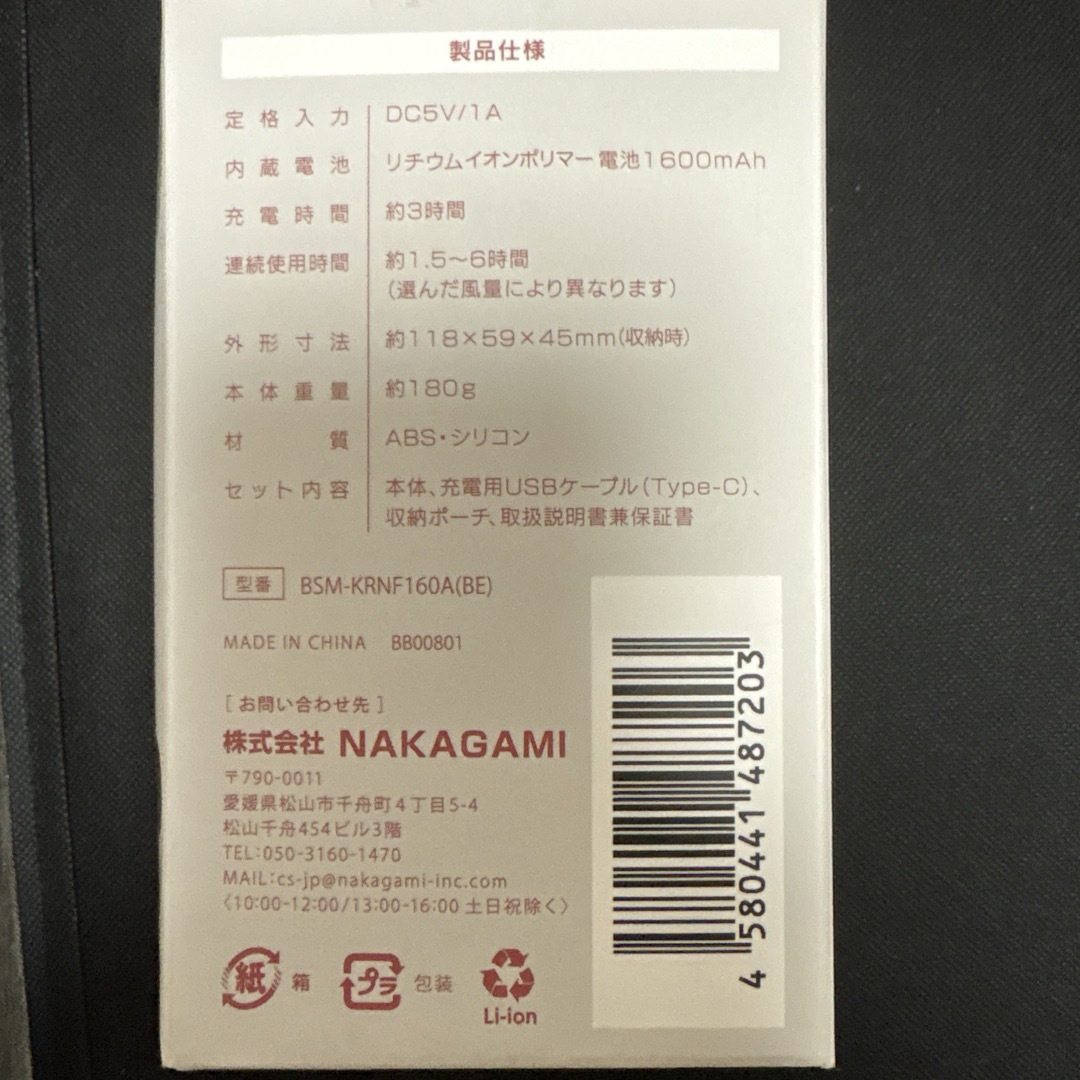 製品仕様
定格入力 DC5V/1A
内蔵電池 リチウムイオンポリマー電池1600mAh
充電時間 約3時間
連続使用時間 約1.5～6時間
（選んだ風量により異なります）
外形寸法 約118×59×45mm(収納時)
本体重量 約180g
材質 ABS・シリコン
セット内容 本体、充電用USBケーブル(Type-C)、
収納ポーチ、取扱説明書兼保証書
型番 BSM-KRNF160A(BE)
MADE IN CHINA BB00801
[お問い合わせ先]
株式会社 NAKAGAMI
〒790-0011
愛媛県松山市千舟町4丁目5-4
松山千舟454ビル3階
TEL:050-3160-1470
MAIL:cs-jp@nakagami-inc.com
〈10:00-12:00/13:00-16:00 土日祝除く〉
紙 箱 プラ 包装
Li-ion
4 580441 487203